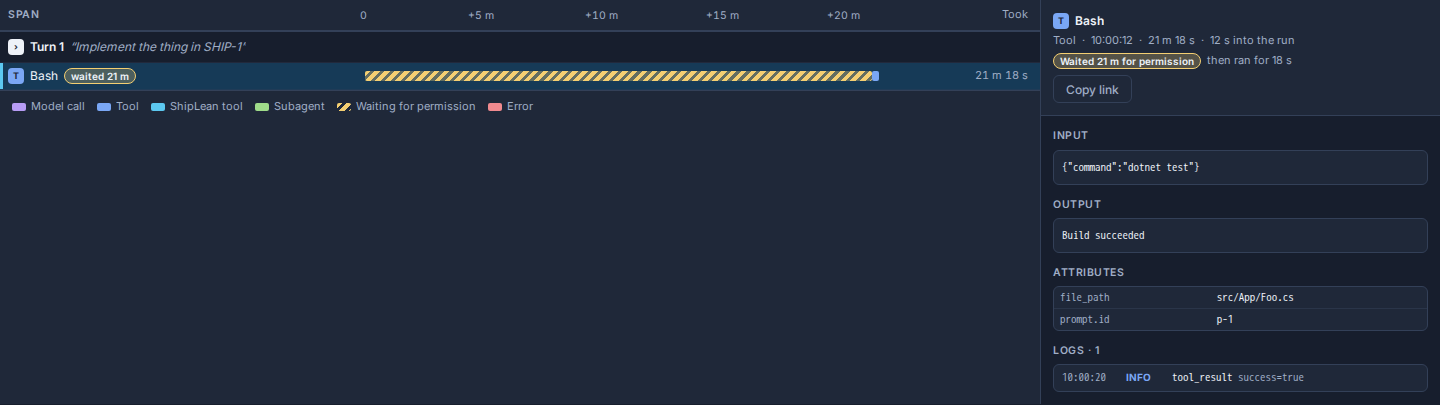 SPAN 0 +5 m +10 m +15 m +20 m Took
› Turn 1 "Implement the thing in SHIP-1'
T Bash waited 21 m 21 m 18 s
Model call Tool ShipLean tool Subagent Waiting for permission Error
T Bash
Tool · 10:00:12 · 21 m 18 s · 12 s into the run
Waited 21 m for permission then ran for 18 s
Copy link
INPUT
{"command":"dotnet test"}
OUTPUT
Build succeeded
ATTRIBUTES
file_path src/App/Foo.cs
prompt.id p-1
LOGS · 1
10:00:20 INFO tool_result success=true